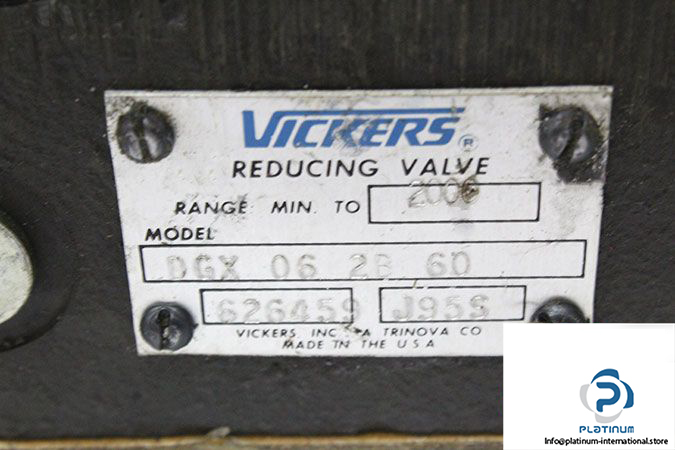 VICKERS ®
REDUCING VALVE
RANGE MIN. TO 2000
MODEL
DGX 06 2B 60
626459 J95S
VICKERS INC. A TRINOVA CO
MADE IN THE U.S.A
PLATINUM
Info@platinum-international.store